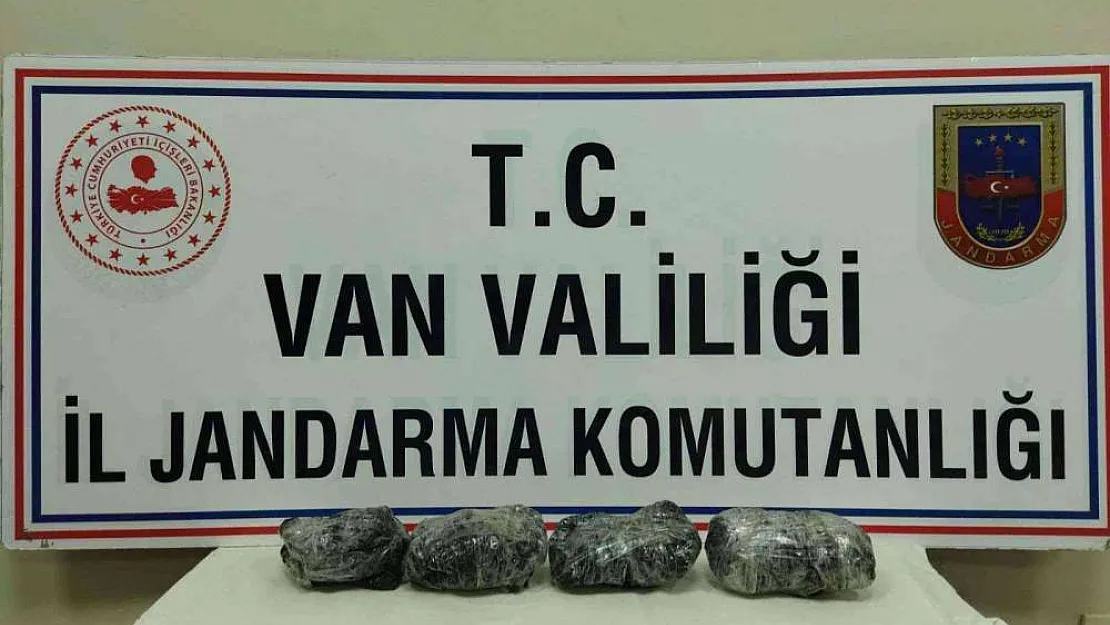 TÜRKİYE CUMHURİYETİ İÇİŞLERİ BAKANLIĞI
T.C.
JANDARMA
VAN VALİLİĞİ
İL JANDARMA KOMUTANLIĞI